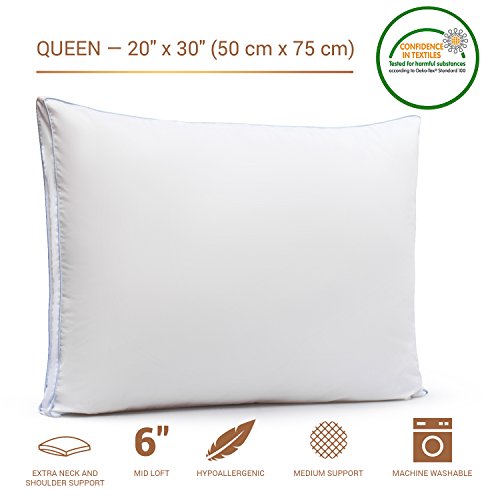 QUEEN — 20” x 30” (50 cm x 75 cm)
CONFIDENCE
IN TEXTILES
Tested for harmful substances
according to Oeko-Tex® Standard 100
6”
EXTRA NECK AND
SHOULDER SUPPORT
MID LOFT
HYPOALLERGENIC
MEDIUM SUPPORT
MACHINE WASHABLE